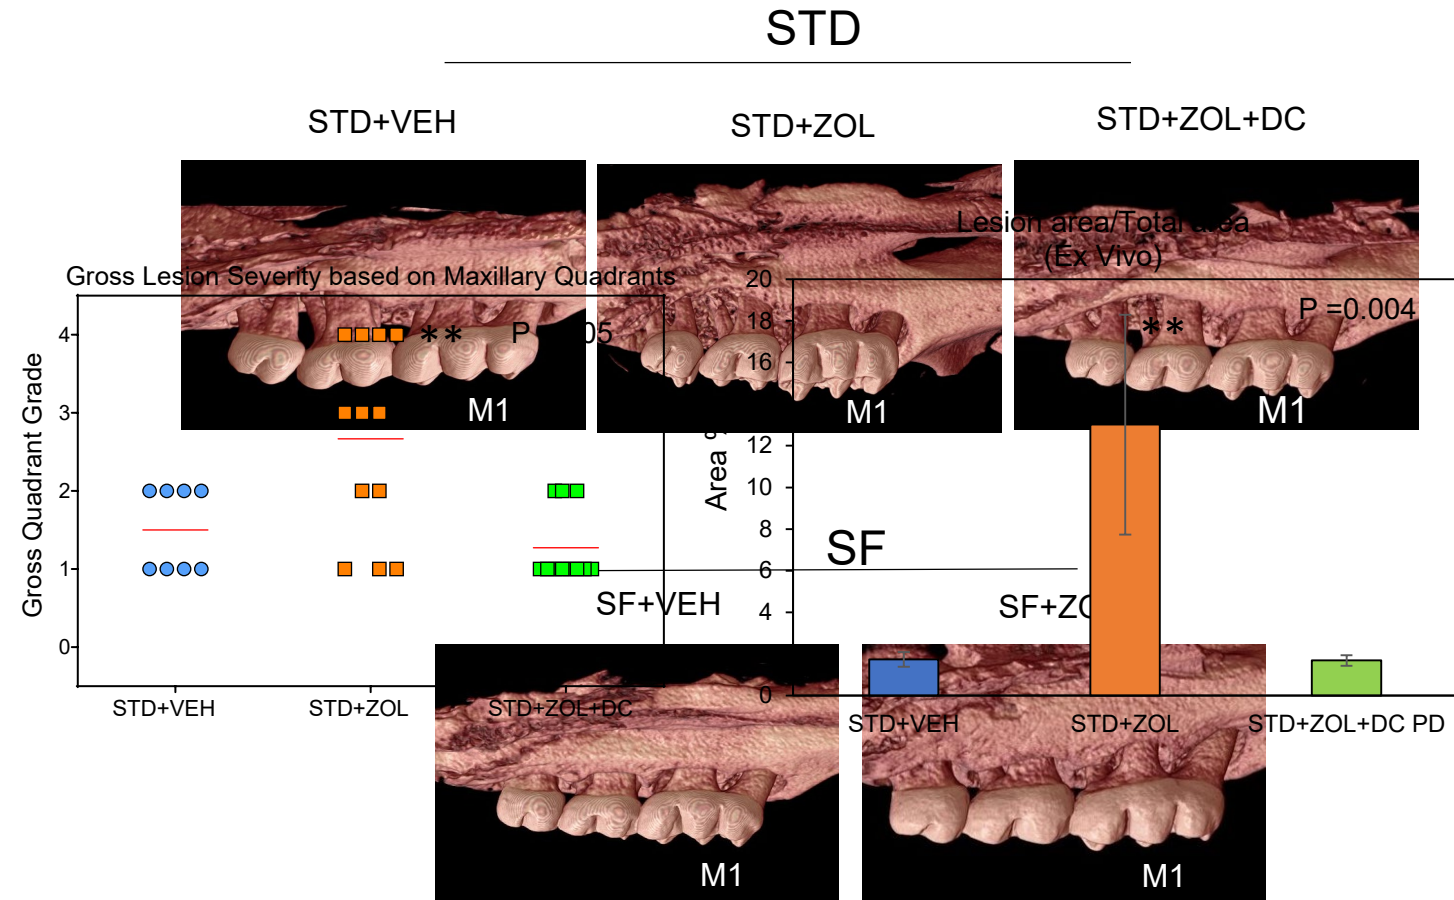 STD
STD+VEH
STD+ZOL
STD+ZOL+DC
Lesion area/Total area
(Ex Vivo)
Gross Lesion Severity based on Maxillary Quadrants
P =0.004
**
**
P
05
M1
M1
M1
Gross Quadrant Grade
4
3
2
1
0
STD+VEH
STD+ZOL
STD+ZOL+DC
Area
20
18
16
12
10
8
6
4
0
STD+VEH
STD+ZOL
STD+ZOL+DC PD
SF
SF+VEH
M1
M1